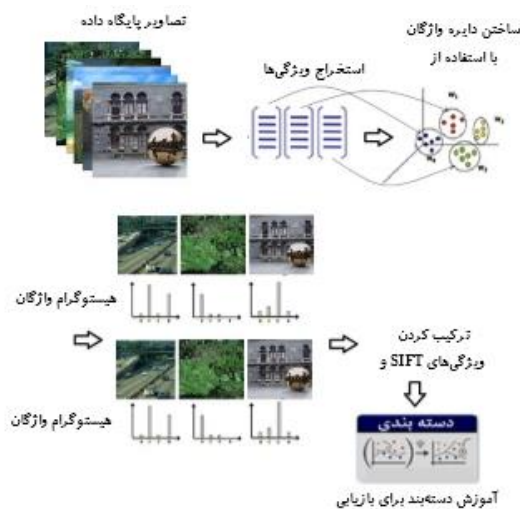 تصاویر پایگاه داده
استخراج ویژگی‌ها
ساختن دایره واژگان
با استفاده از
w₁
هیستوگرام واژگان
هیستوگرام واژگان
ترکیب کردن
ویژگی‌های SIFT و
دسته بندی
آموزش دسته‌بند برای بازیابی